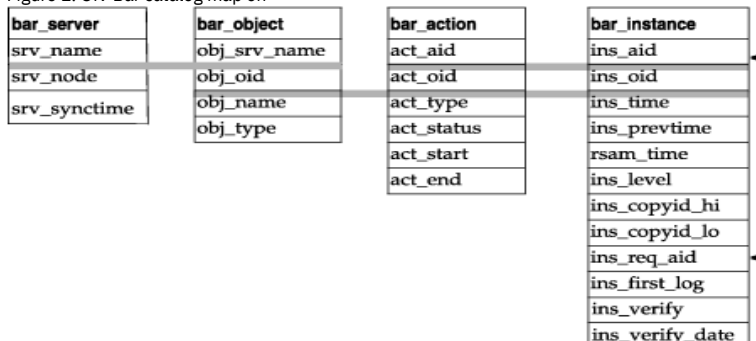 bar_server
srv_name
srv_node
srv_synctime
bar_object
obj_srv_name
obj_oid
obj_name
obj_type
bar_action
act_aid
act_oid
act_type
act_status
act_start
act_end
bar_instance
ins_aid
ins_oid
ins_time
ins_prevtime
rsam_time
ins_level
ins_copyid_hi
ins_copyid_lo
ins_req_aid
ins_first_log
ins_verify
ins_verify_date